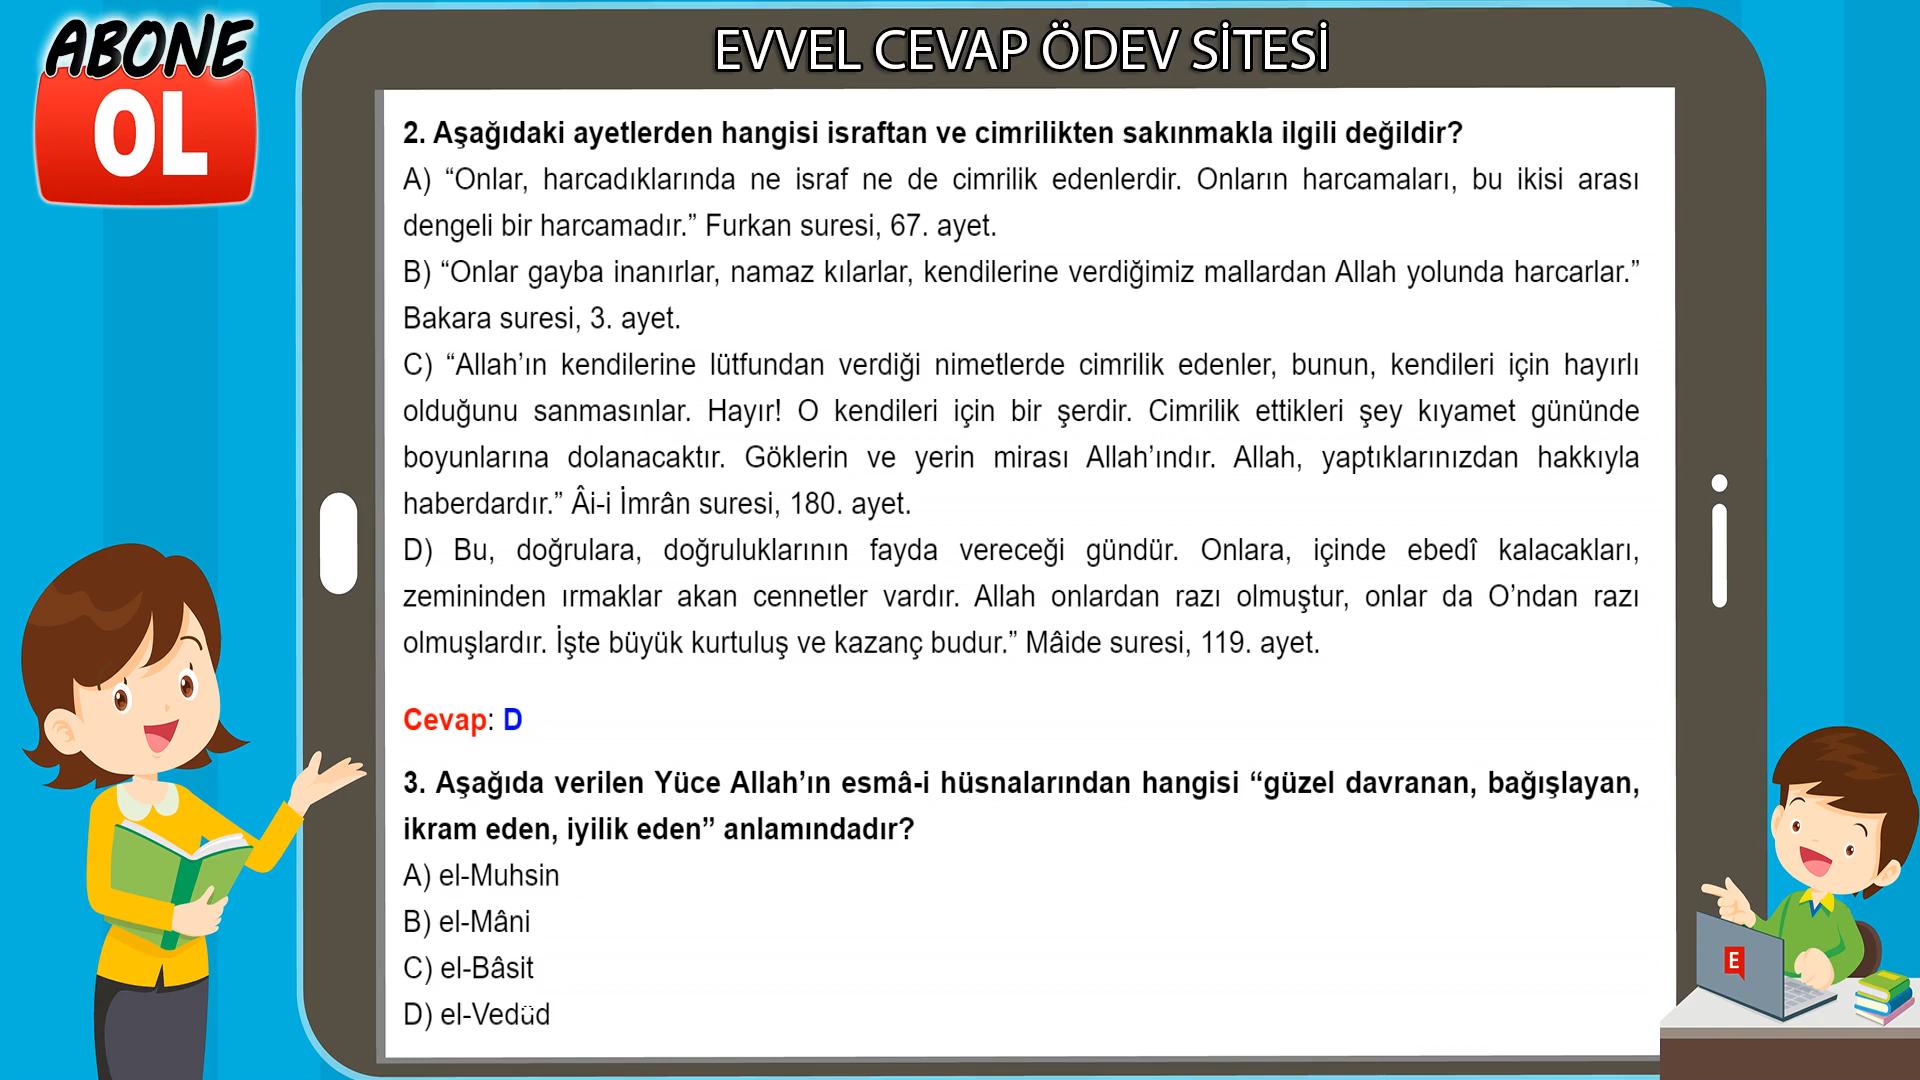 ABONE
OL
EVVEL CEVAP ÖDEV SİTESİ
2. Aşağıdaki ayetlerden hangisi israftan ve cimrilikten sakınmakla ilgili değildir?
A) “Onlar, harcadıklarında ne israf ne de cimrilik edenlerdir. Onların harcamaları, bu ikisi arası
dengeli bir harcamadır.” Furkan suresi, 67. ayet.
B) “Onlar gayba inanırlar, namaz kılarlar, kendilerine verdiğimiz mallardan Allah yolunda harcarlar.”
Bakara suresi, 3. ayet.
C) “Allah’ın kendilerine lütfundan verdiği nimetlerde cimrilik edenler, bunun, kendileri için hayırlı
olduğunu sanmasınlar. Hayır! O kendileri için bir şerdir. Cimrilik ettikleri şey kıyamet gününde
boyunlarına dolanacaktır. Göklerin ve yerin mirası Allah’ındır. Allah, yaptıklarınızdan hakkıyla
haberdardır.” Âi-i İmrân suresi, 180. ayet.
D) Bu, doğrulara, doğruluklarının fayda vereceği gündür. Onlara, içinde ebedî kalacakları,
zemininden ırmaklar akan cennetler vardır. Allah onlardan razı olmuştur, onlar da O’ndan razı
olmuşlardır. İşte büyük kurtuluş ve kazanç budur.” Mâide suresi, 119. ayet.
Cevap: D
3. Aşağıda verilen Yüce Allah’ın esmâ-i hüsnalarından hangisi “güzel davranan, bağışlayan,
ikram eden, iyilik eden” anlamındadır?
A) el-Muhsin
B) el-Mâni
C) el-Bâsit
D) el-Vedüd
E